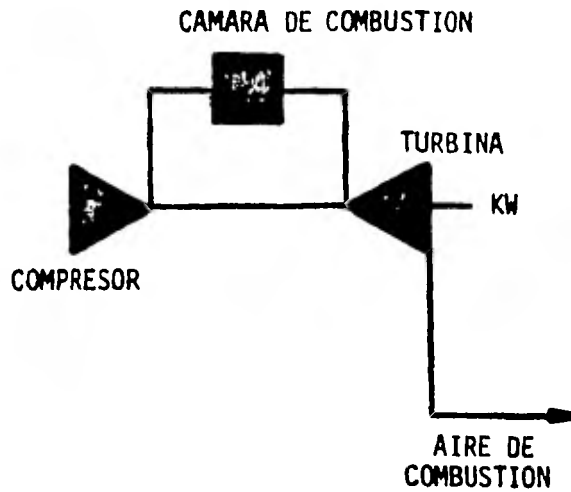 CAMARA DE COMBUSTION
TURBINA
KW
COMPRESOR
AIRE DE
COMBUSTION